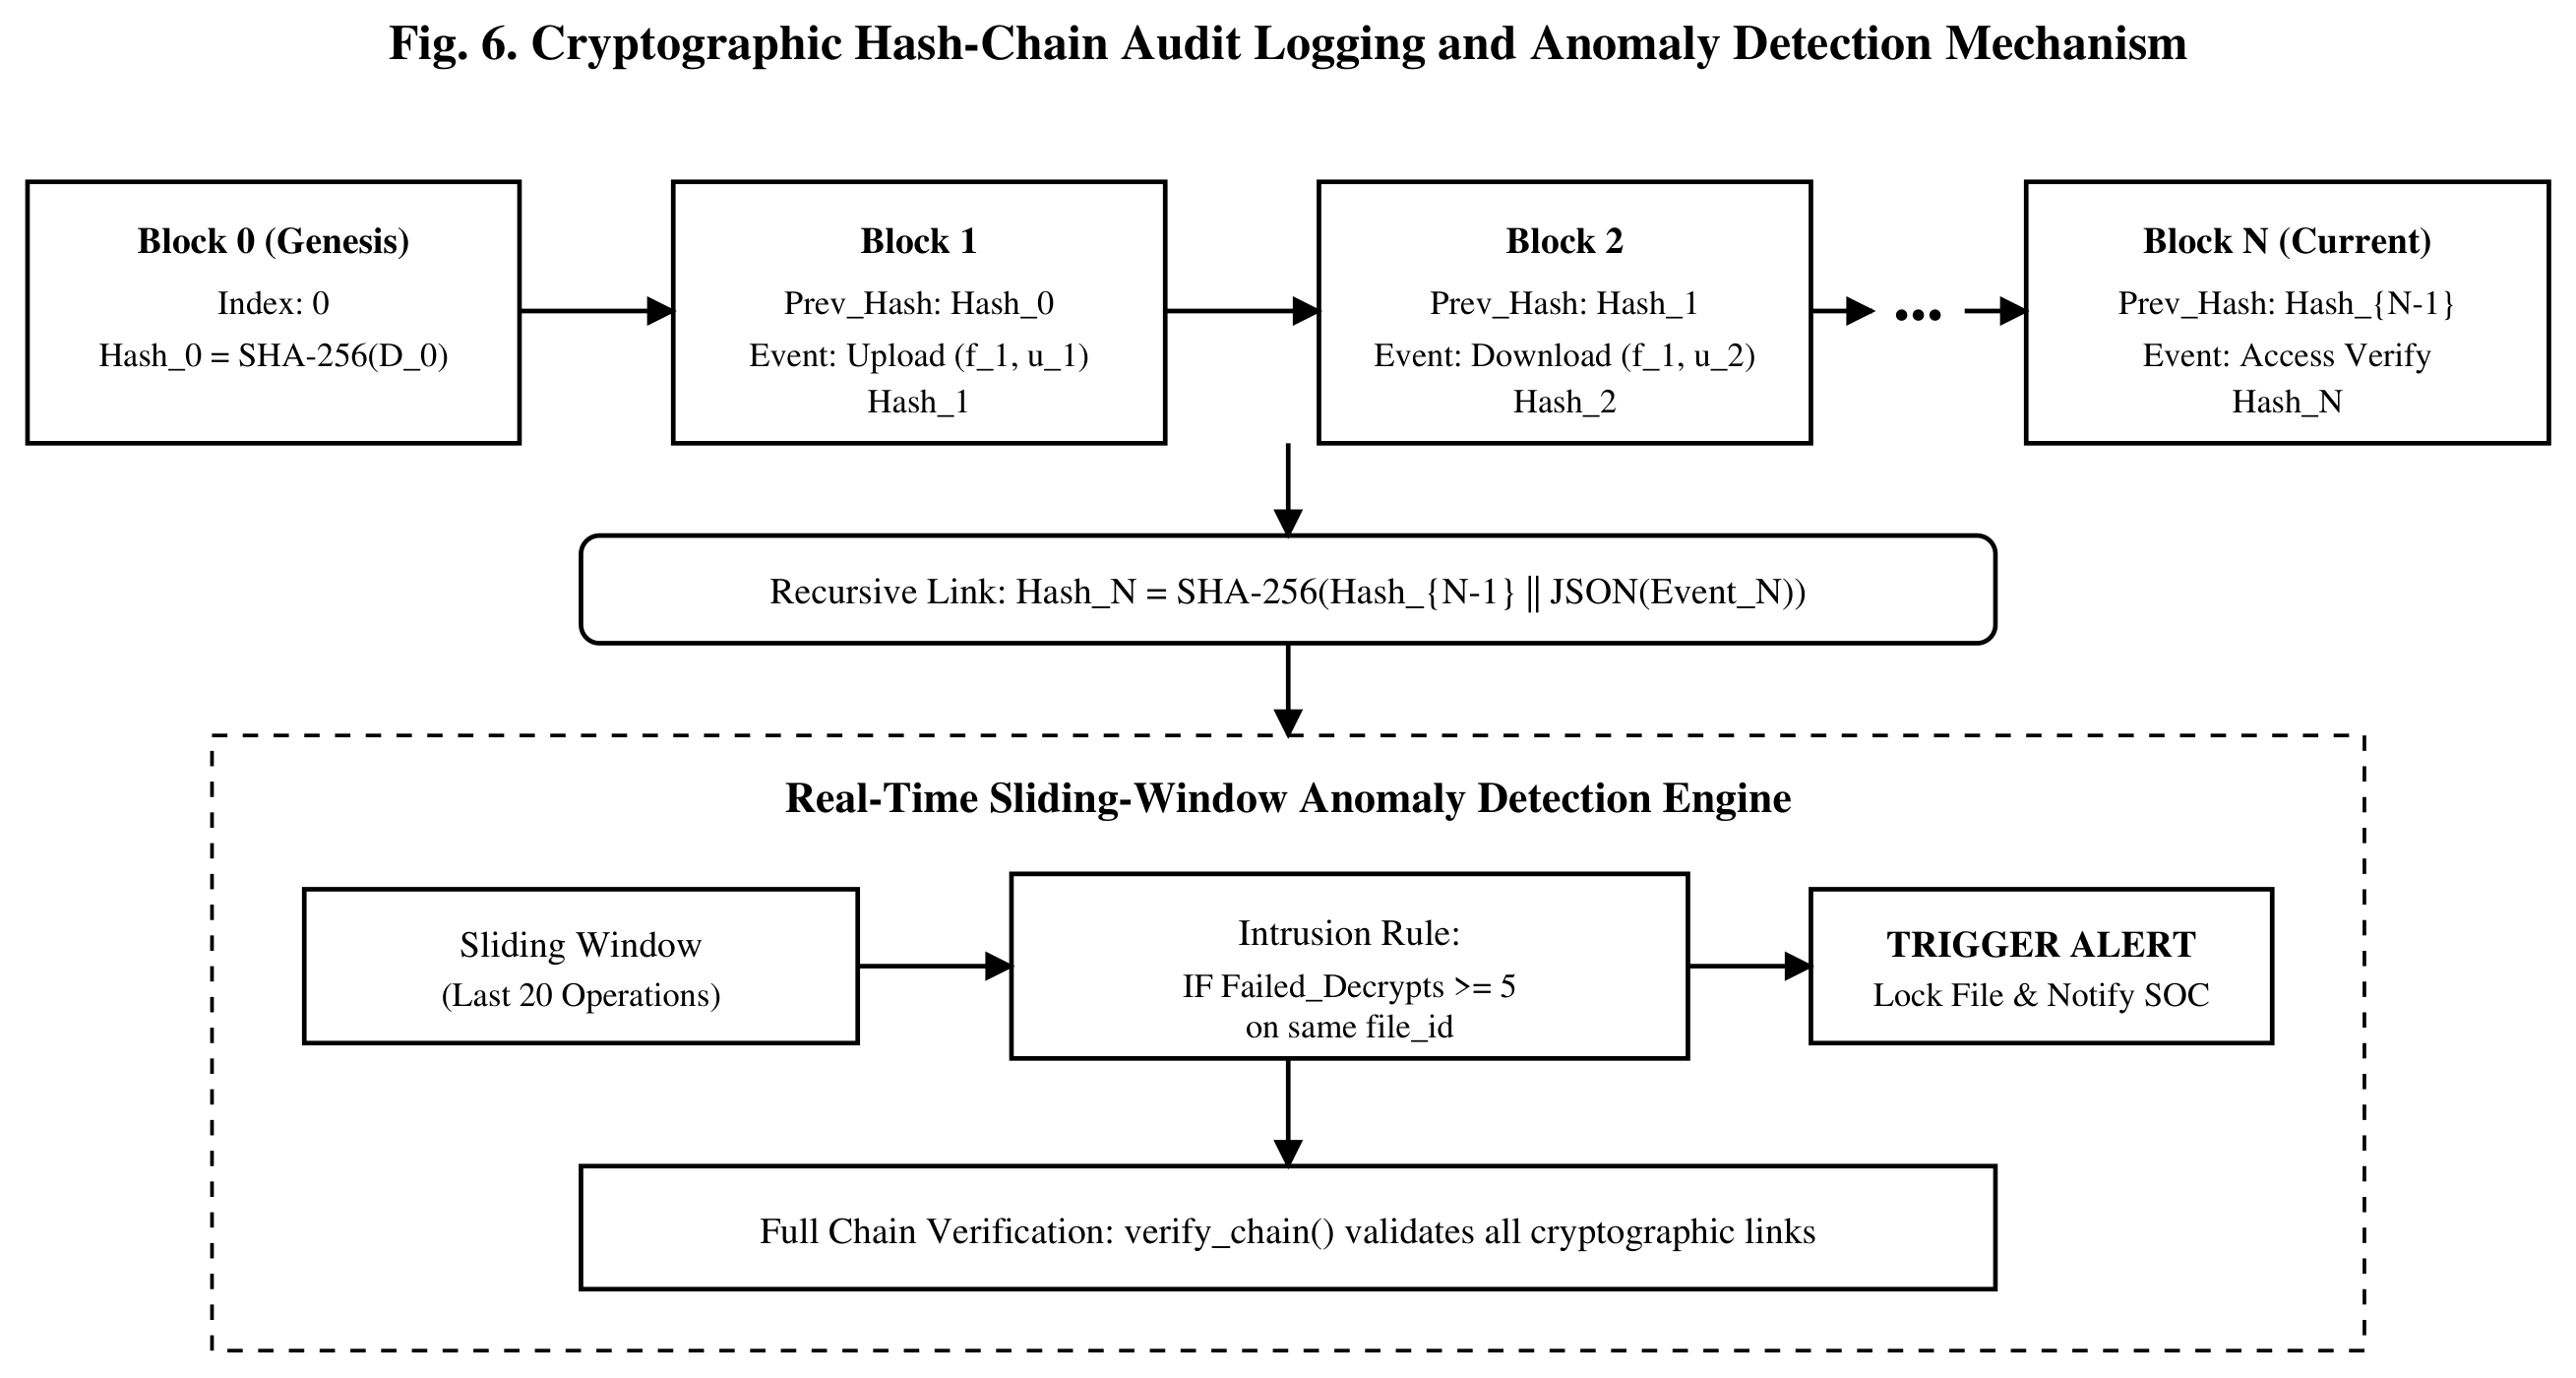 Fig. 6. Cryptographic Hash-Chain Audit Logging and Anomaly Detection Mechanism
Block 0 (Genesis)
Index: 0
Hash_0 = SHA-256(D_0)
Block 1
Prev_Hash: Hash_0
Event: Upload (f_1, u_1)
Hash_1
Block 2
Prev_Hash: Hash_1
Event: Download (f_1, u_2)
Hash_2
...
Block N (Current)
Prev_Hash: Hash_{N-1}
Event: Access Verify
Hash_N
Recursive Link: Hash_N = SHA-256(Hash_{N-1} || JSON(Event_N))
Real-Time Sliding-Window Anomaly Detection Engine
Sliding Window
(Last 20 Operations)
Intrusion Rule:
IF Failed_Decrypts >= 5
on same file_id
TRIGGER ALERT
Lock File & Notify SOC
Full Chain Verification: verify_chain() validates all cryptographic links